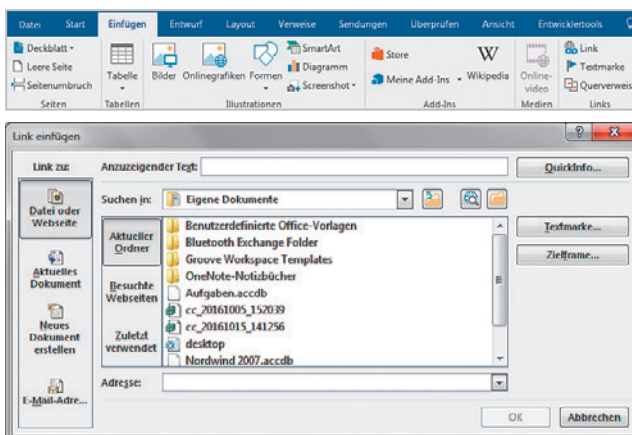 Datei Start Einfügen Entwurf Layout Verweise Sendungen Überprüfen Ansicht Entwicklertools
Deckblatt
Leere Seite
Seitenumbruch
Seiten
Tabelle
Tabellen
Bilder Onlinegrafiken Formen
SmartArt
Diagramm
Screenshot
Illustrationen
Store
Meine Add-Ins
Wikipedia
Add-Ins
Online-
video
Medien
Link
Textmarke
Querverweis
Links
Link einfügen
Link zu:
Anzuzeigender Text:
QuickInfo...
Datei oder
Webseite
Suchen in:
Eigene Dokumente
Aktueller
Ordner
Benutzerdefinierte Office-Vorlagen
Bluetooth Exchange Folder
Groove Workspace Templates
OneNote-Notizbücher
Aufgaben.accdb
cc_20161005_152039
cc_20161015_141256
desktop
Nordwind 2007.accdb
Textmarke...
Zielframe...
Aktuelles
Dokument
Besuchte
Webseiten
Neues
Dokument
erstellen
Zuletzt
verwendet
E-Mail-Adre...
Adresse:
OK
Abbrechen